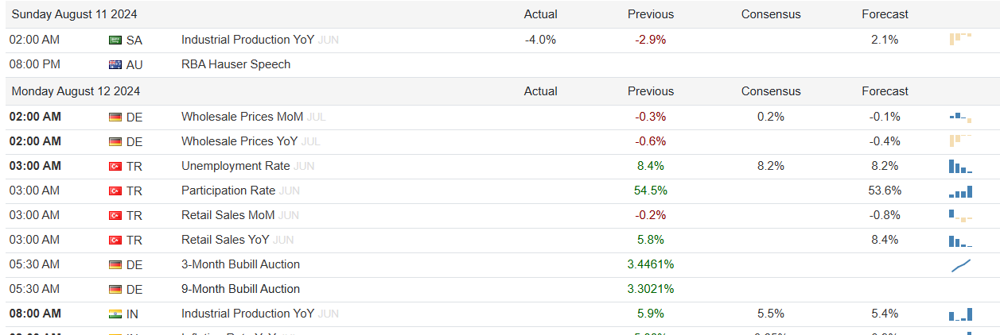 Sunday August 11 2024 Actual Previous Consensus Forecast
02:00 AM SA Industrial Production YoY JUN -4.0% -2.9% 2.1%
08:00 PM AU RBA Hauser Speech
Monday August 12 2024 Actual Previous Consensus Forecast
02:00 AM DE Wholesale Prices MoM JUL -0.3% 0.2% -0.1%
02:00 AM DE Wholesale Prices YoY JUL -0.6% -0.4%
03:00 AM TR Unemployment Rate JUN 8.4% 8.2% 8.2%
03:00 AM TR Participation Rate JUN 54.5% 53.6%
03:00 AM TR Retail Sales MoM JUN -0.2% -0.8%
03:00 AM TR Retail Sales YoY JUN 5.8% 8.4%
05:30 AM DE 3-Month Bubill Auction 3.4461%
05:30 AM DE 9-Month Bubill Auction 3.3021%
08:00 AM IN Industrial Production YoY JUN 5.9% 5.5% 5.4%
Inflation Rate YoY